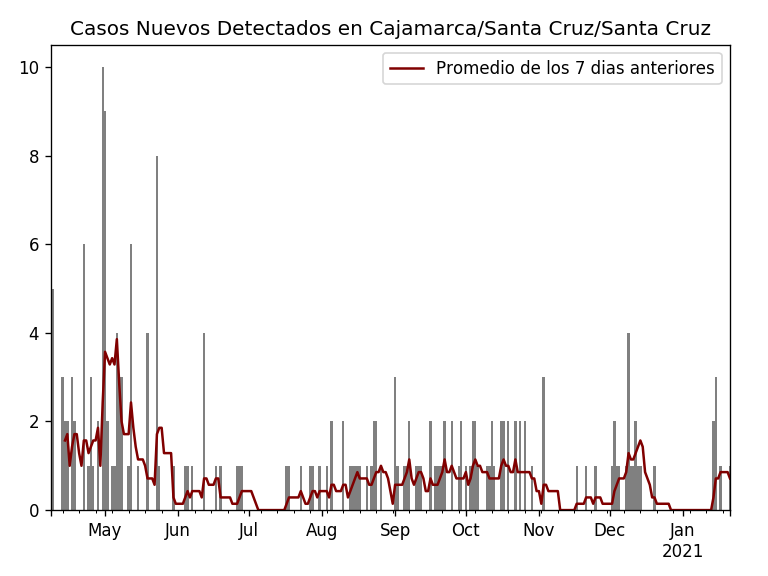 Casos Nuevos Detectados en Cajamarca/Santa Cruz/Santa Cruz
Promedio de los 7 dias anteriores
10
8
6
4
2
0
May Jun Jul Aug Sep Oct Nov Dec Jan
2021